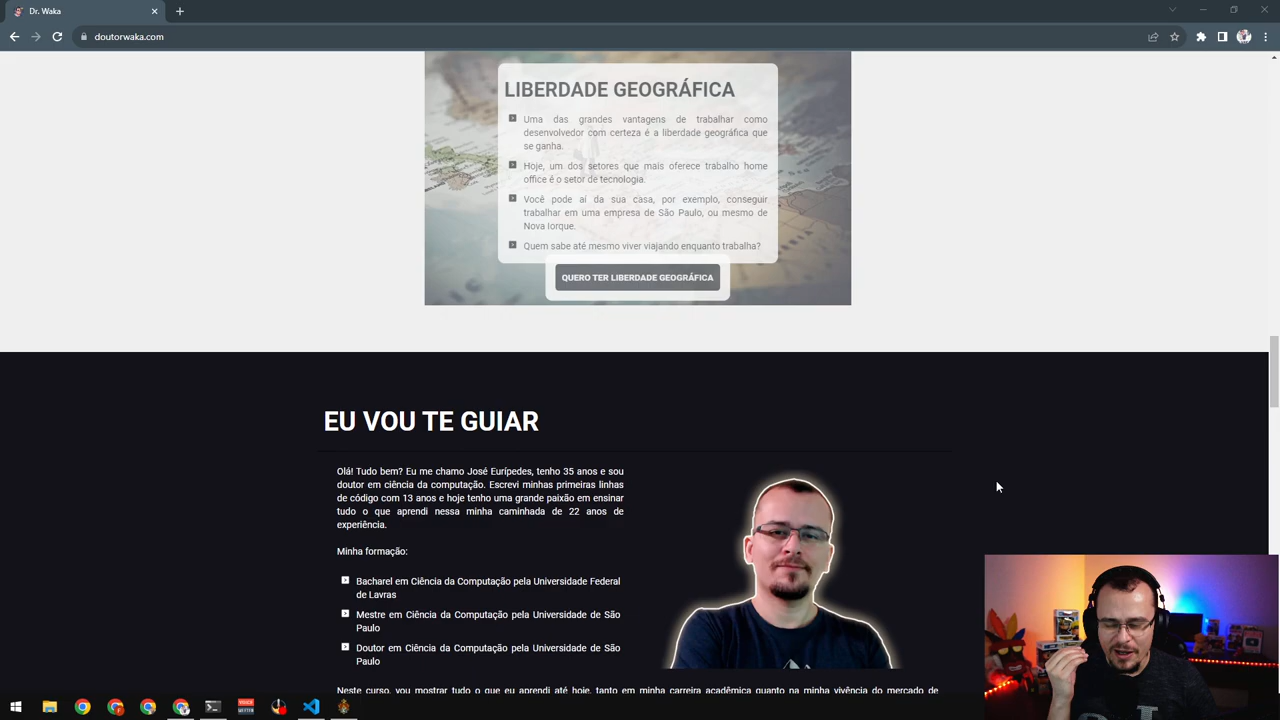 Dr. Waka
doutorwaka.com
LIBERDADE GEOGRÁFICA
Uma das grandes vantagens de trabalhar como
desenvolvedor com certeza é a liberdade geográfica que
se ganha.
Hoje, um dos setores que mais oferece trabalho home
office é o setor de tecnologia.
Você pode aí da sua casa, por exemplo, conseguir
trabalhar em uma empresa de São Paulo, ou mesmo de
Nova Iorque.
Quem sabe até mesmo viver viajando enquanto trabalha?
QUERO TER LIBERDADE GEOGRÁFICA
EU VOU TE GUIAR
Olá! Tudo bem? Eu me chamo José Eurípedes, tenho 35 anos e sou
doutor em ciência da computação. Escrevi minhas primeiras linhas
de código com 13 anos e hoje tenho uma grande paixão em ensinar
tudo o que aprendi nessa minha caminhada de 22 anos de
experiência.
Minha formação:
Bacharel em Ciência da Computação pela Universidade Federal
de Lavras
Mestre em Ciência da Computação pela Universidade de São
Paulo
Doutor em Ciência da Computação pela Universidade de São
Paulo
Neste curso, vou mostrar tudo o que eu aprendi até hoje, tanto em minha carreira acadêmica quanto na minha vivência do mercado de